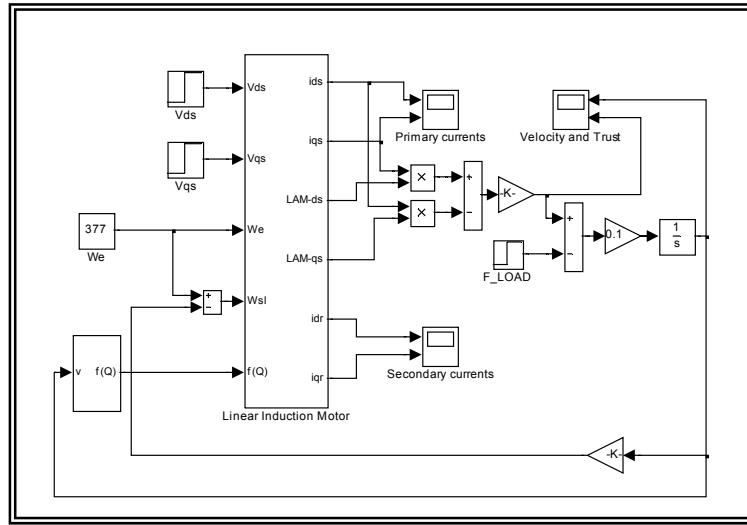 Vds
Vqs
377
We
v
f(Q)
Vds
Vqs
We
Wsl
f(Q)
ids
iqs
LAM-ds
LAM-qs
idr
iqr
Linear Induction Motor
Primary currents
×
×
+
−
-K-
Velocity and Trust
F_LOAD
+
−
0.1
1
s
+
−
Secondary currents
-K-